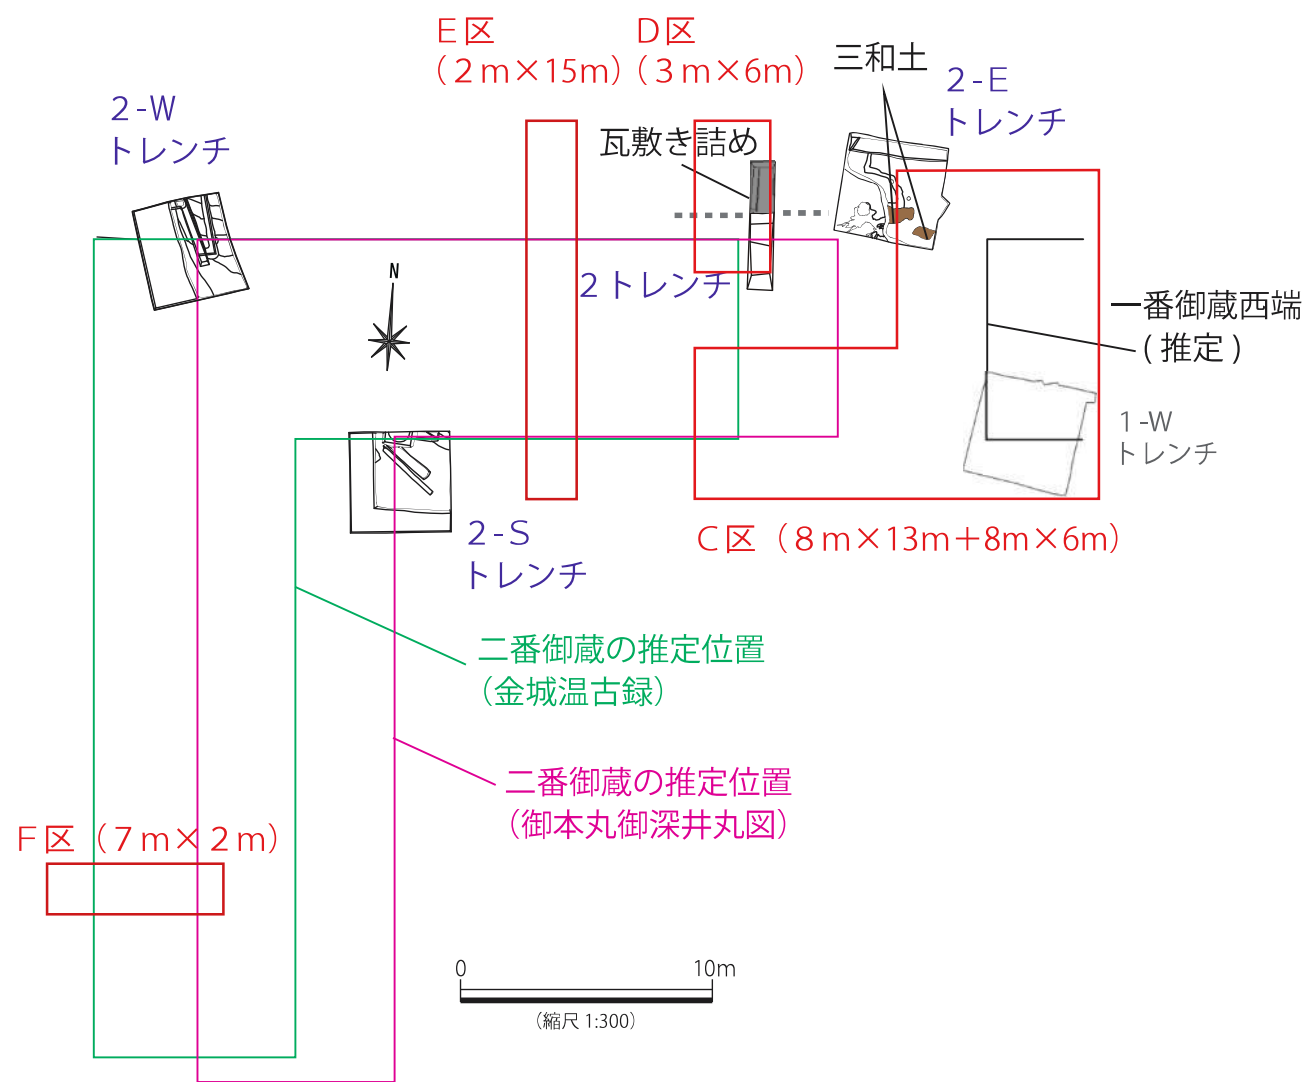 E区
（２ｍ×15ｍ）
D区
（３ｍ×6ｍ）
三和土
2-E
トレンチ
2-W
トレンチ
瓦敷き詰め
N
2トレンチ
一番御蔵西端
(推定)
1-W
トレンチ
2-S
トレンチ
C区（８ｍ×13ｍ＋8ｍ×6ｍ）
二番御蔵の推定位置
（金城温古録）
二番御蔵の推定位置
（御本丸御深井丸図）
F区（７ｍ×２ｍ）
0 10m
（縮尺 1:300）